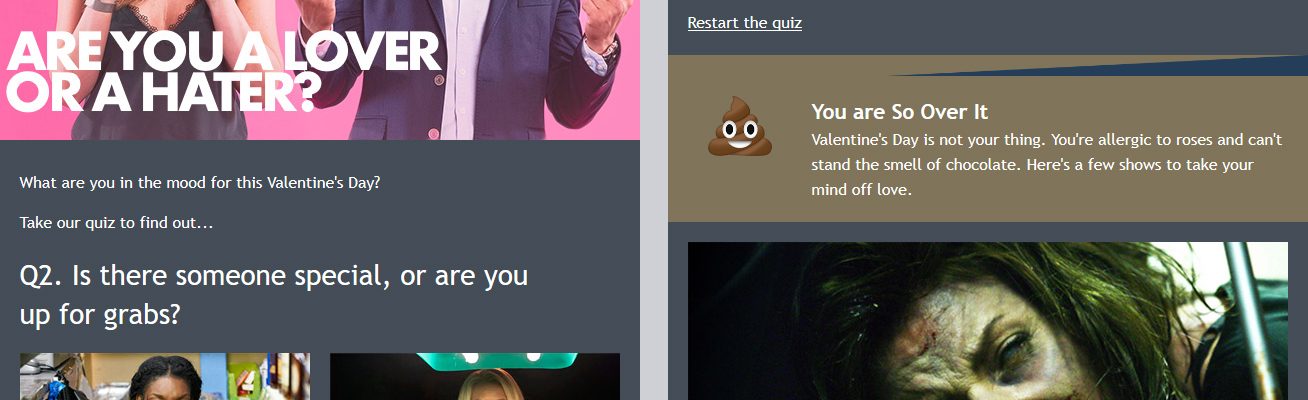 ARE YOU A LOVER
OR A HATER?
What are you in the mood for this Valentine's Day?
Take our quiz to find out...
Q2. Is there someone special, or are you
up for grabs?
Restart the quiz
You are So Over It
Valentine's Day is not your thing. You're allergic to roses and can't
stand the smell of chocolate. Here's a few shows to take your
mind off love.